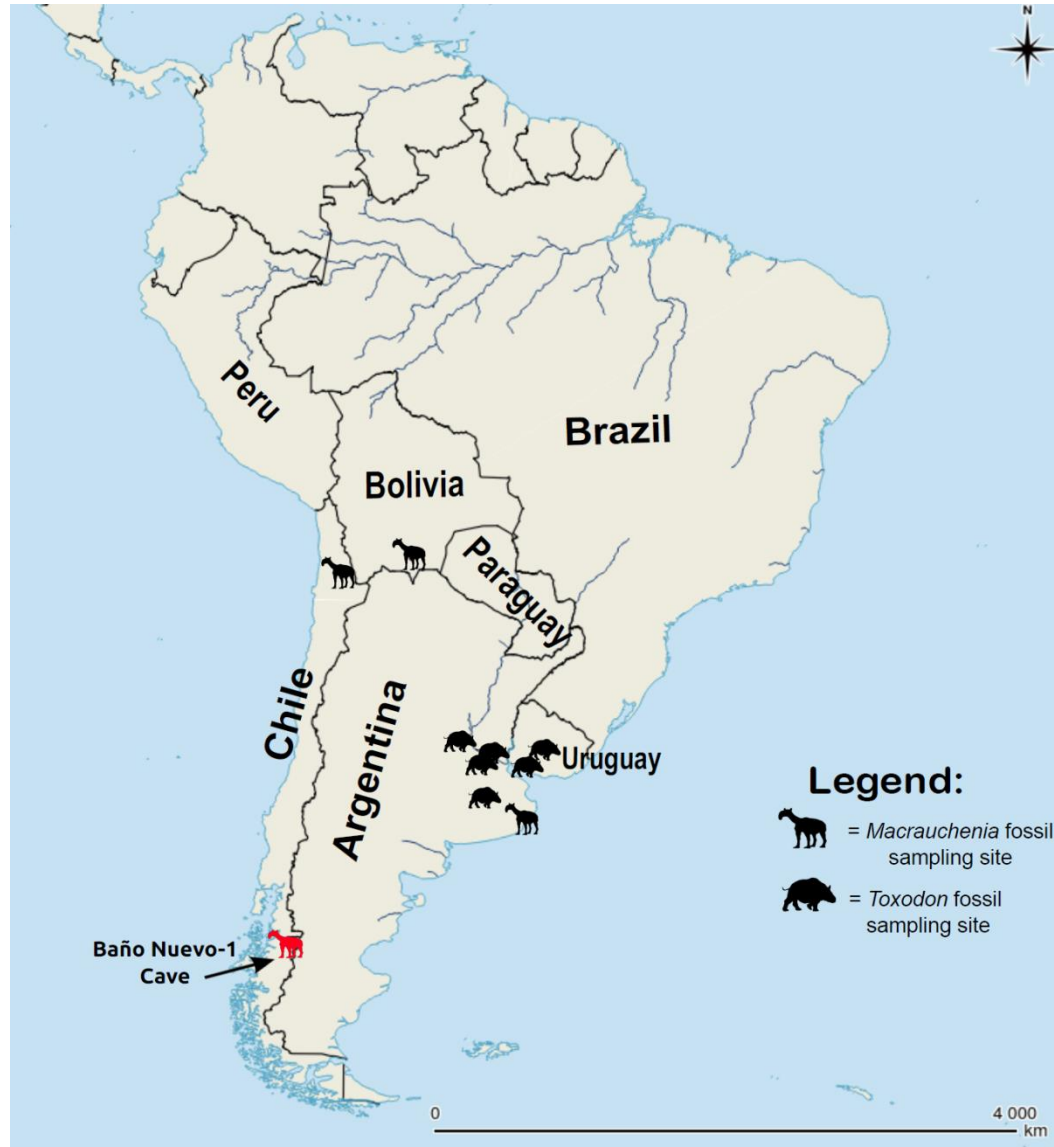 N
Peru
Brazil
Bolivia
Paraguay
Chile
Argentina
Uruguay
Legend:
= Macrauchenia fossil
sampling site
= Toxodon fossil
sampling site
Baño Nuevo-1
Cave
0
4 000
km